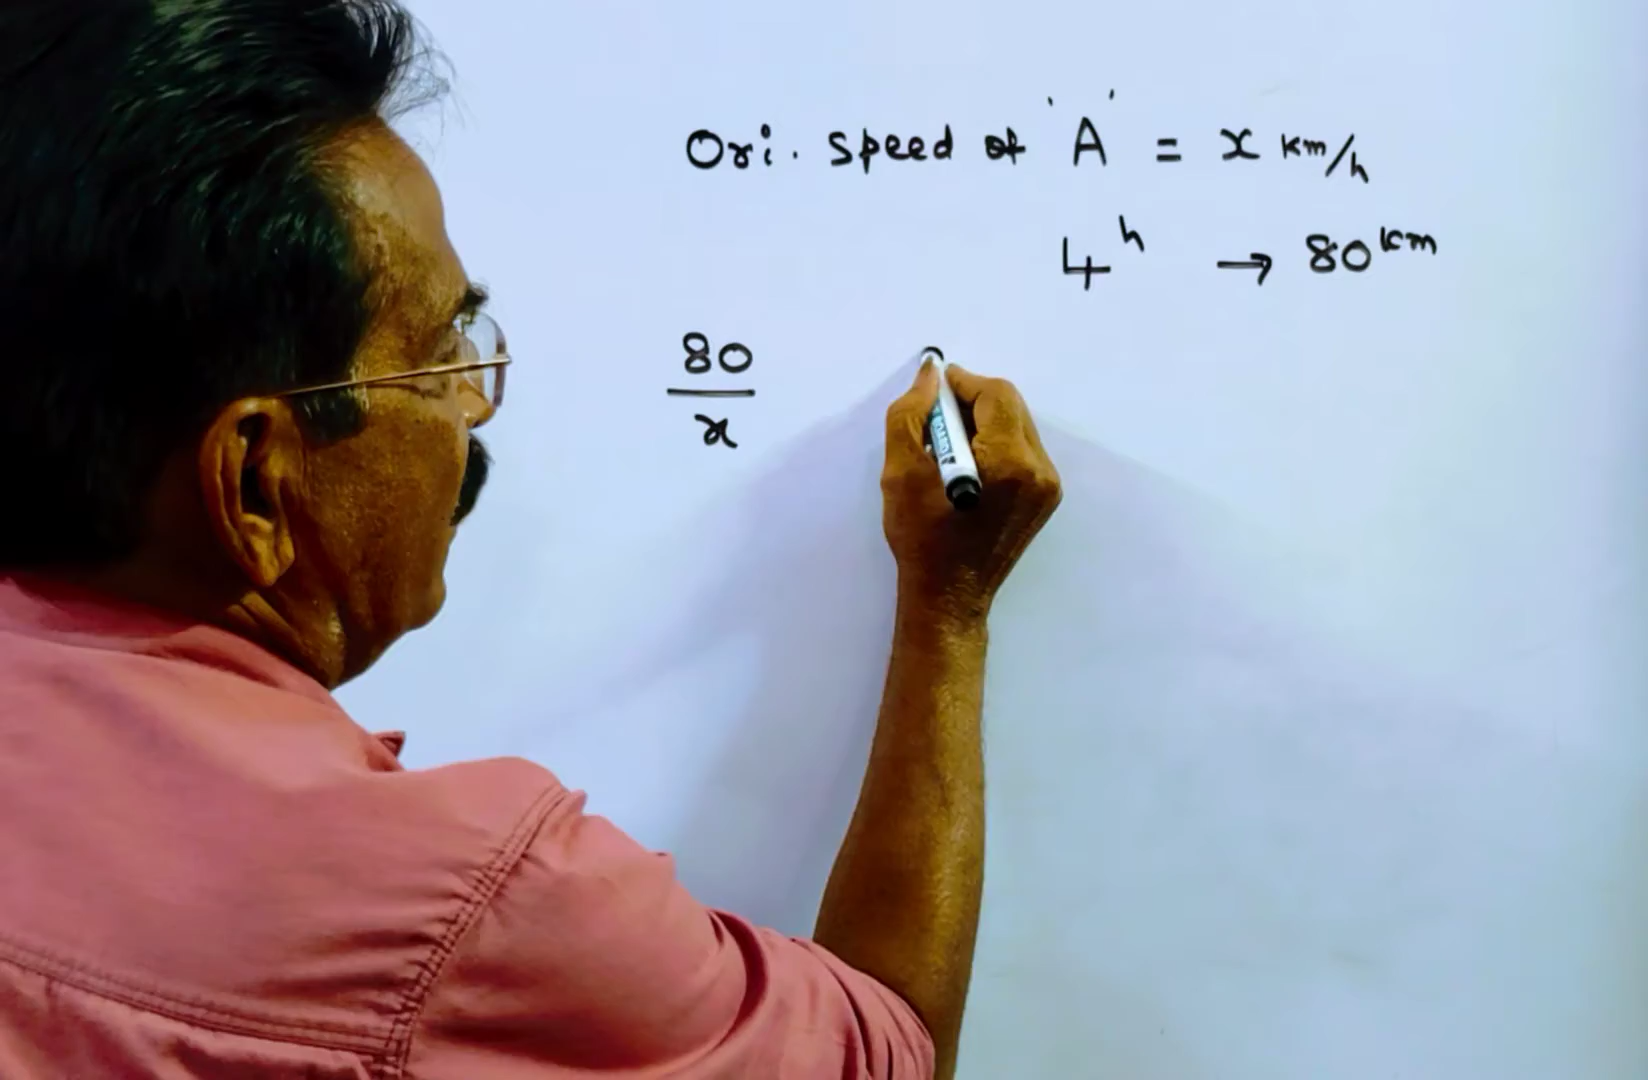 Ori. speed of 'A' = x km/h
4h → 80km
80
x